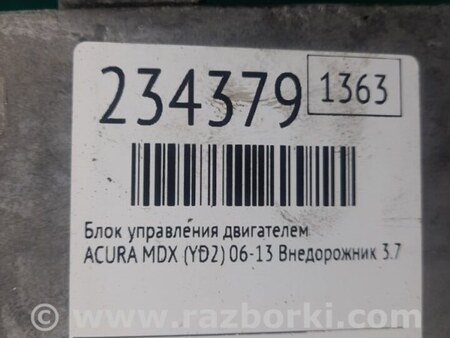 234379 1363
Блок управления двигателем
ACURA MDX (YD2) 06-13 Внедорожник 3.7
© www.razborki.com